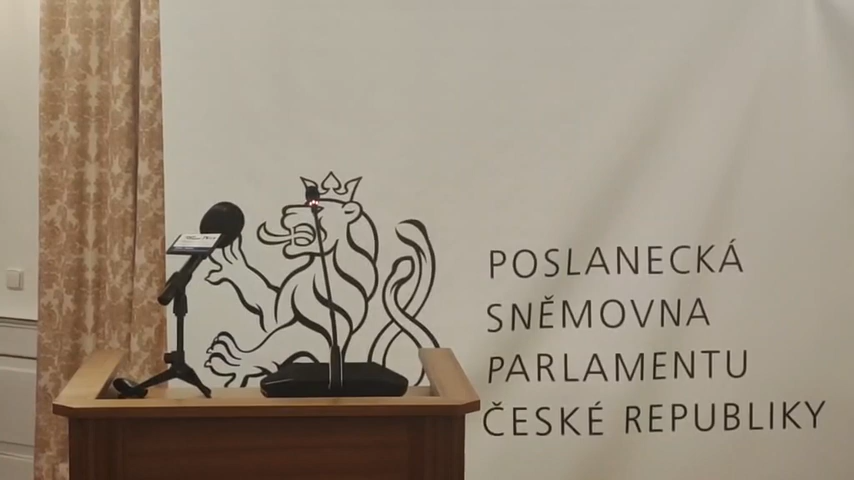 POSLANECKÁ
SNĚMOVNA
PARLAMENTU
ČESKÉ REPUBLIKY